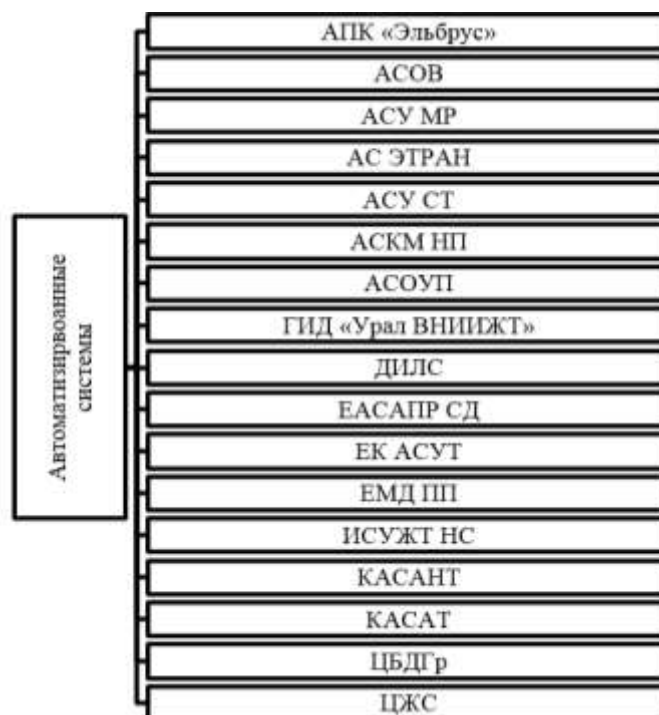 АПК «Эльбрус»
АСОВ
АСУ МР
АС ЭТРАН
АСУ СТ
АСКМ НП
АСОУП
ГИД «Урал ВНИИЖТ»
ДИЛС
ЕАСАПР СД
ЕК АСУТ
ЕМД ПП
ИСУЖТ НС
КАСАНТ
КАСАТ
ЦБДГр
ЦЖС
Автоматизирвоанные
системы